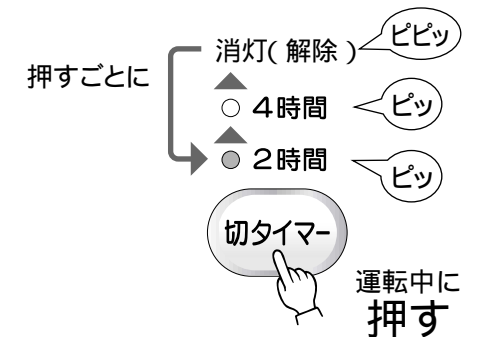 消灯(解除)
ピピッ
押すごとに
4時間
ピッ
2時間
ピッ
切タイマー
運転中に
押す